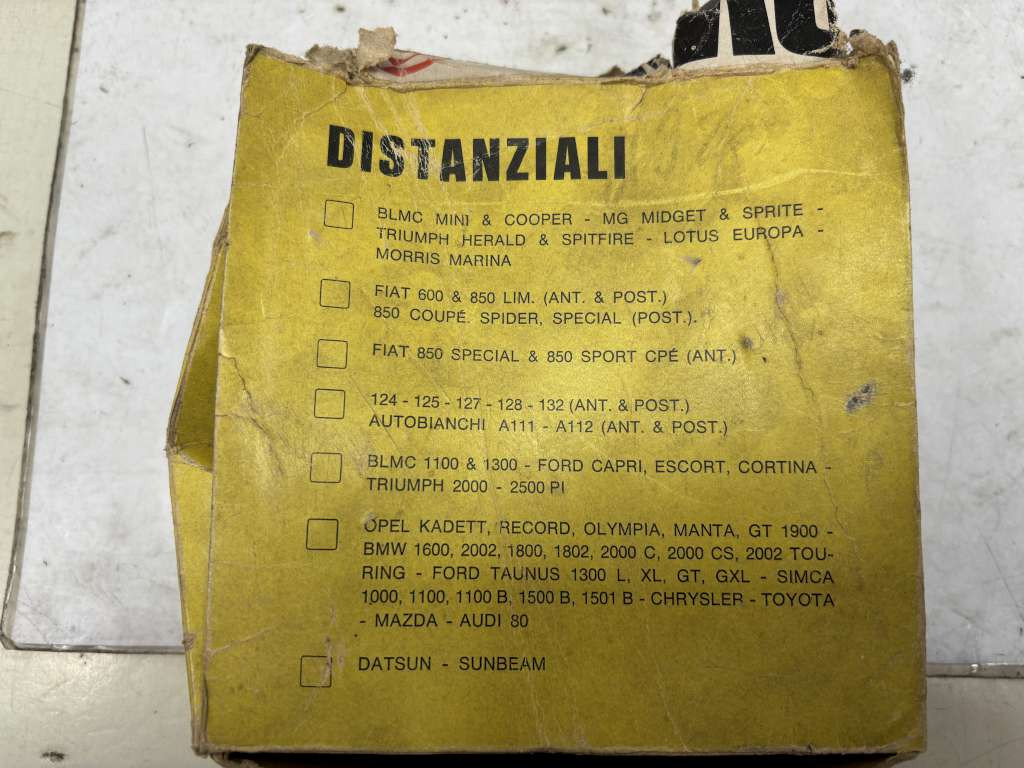 DISTANZIALI
BLMC MINI & COOPER - MG MIDGET & SPRITE -
TRIUMPH HERALD & SPITFIRE - LOTUS EUROPA -
MORRIS MARINA
FIAT 600 & 850 LIM. (ANT. & POST.)
850 COUPÉ. SPIDER, SPECIAL (POST.).
FIAT 850 SPECIAL & 850 SPORT CPÉ (ANT.)
124 - 125 - 127 - 128 - 132 (ANT. & POST.)
AUTOBIANCHI A111 - A112 (ANT. & POST.)
BLMC 1100 & 1300 - FORD CAPRI, ESCORT, CORTINA -
TRIUMPH 2000 - 2500 PI
OPEL KADETT, RECORD, OLYMPIA, MANTA, GT 1900 -
BMW 1600, 2002, 1800, 1802, 2000 C, 2000 CS, 2002 TOU-
RING - FORD TAUNUS 1300 L, XL, GT, GXL - SIMCA
1000, 1100, 1100 B, 1500 B, 1501 B - CHRYSLER - TOYOTA
- MAZDA - AUDI 80
DATSUN - SUNBEAM